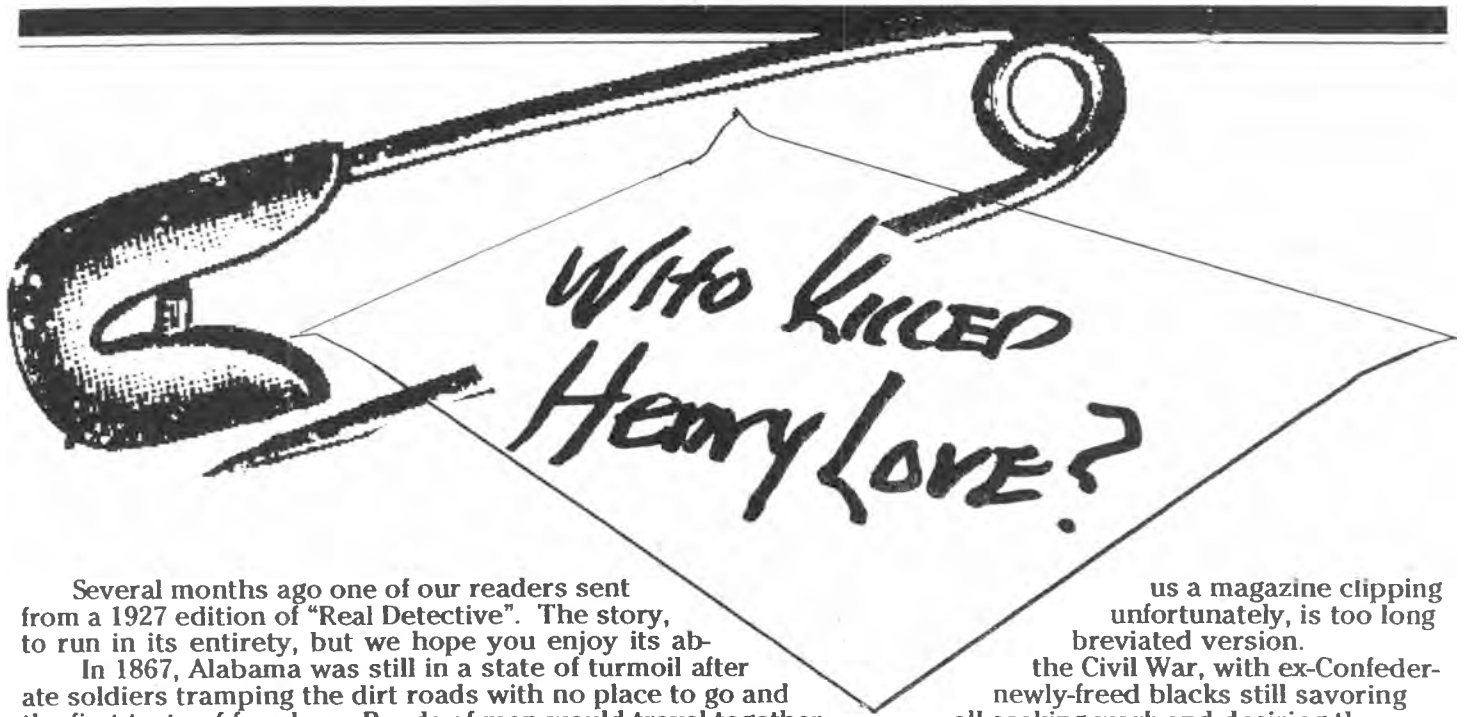 WHO KILLED
HENRY LOVE?
Several months ago one of our readers sent us a magazine clipping
from a 1927 edition of "Real Detective". The story, unfortunately, is too long
to run in its entirety, but we hope you enjoy its ab- breviated version.
In 1867, Alabama was still in a state of turmoil after the Civil War, with ex-Confeder-
ate soldiers tramping the dirt roads with no place to go and newly-freed blacks still savoring